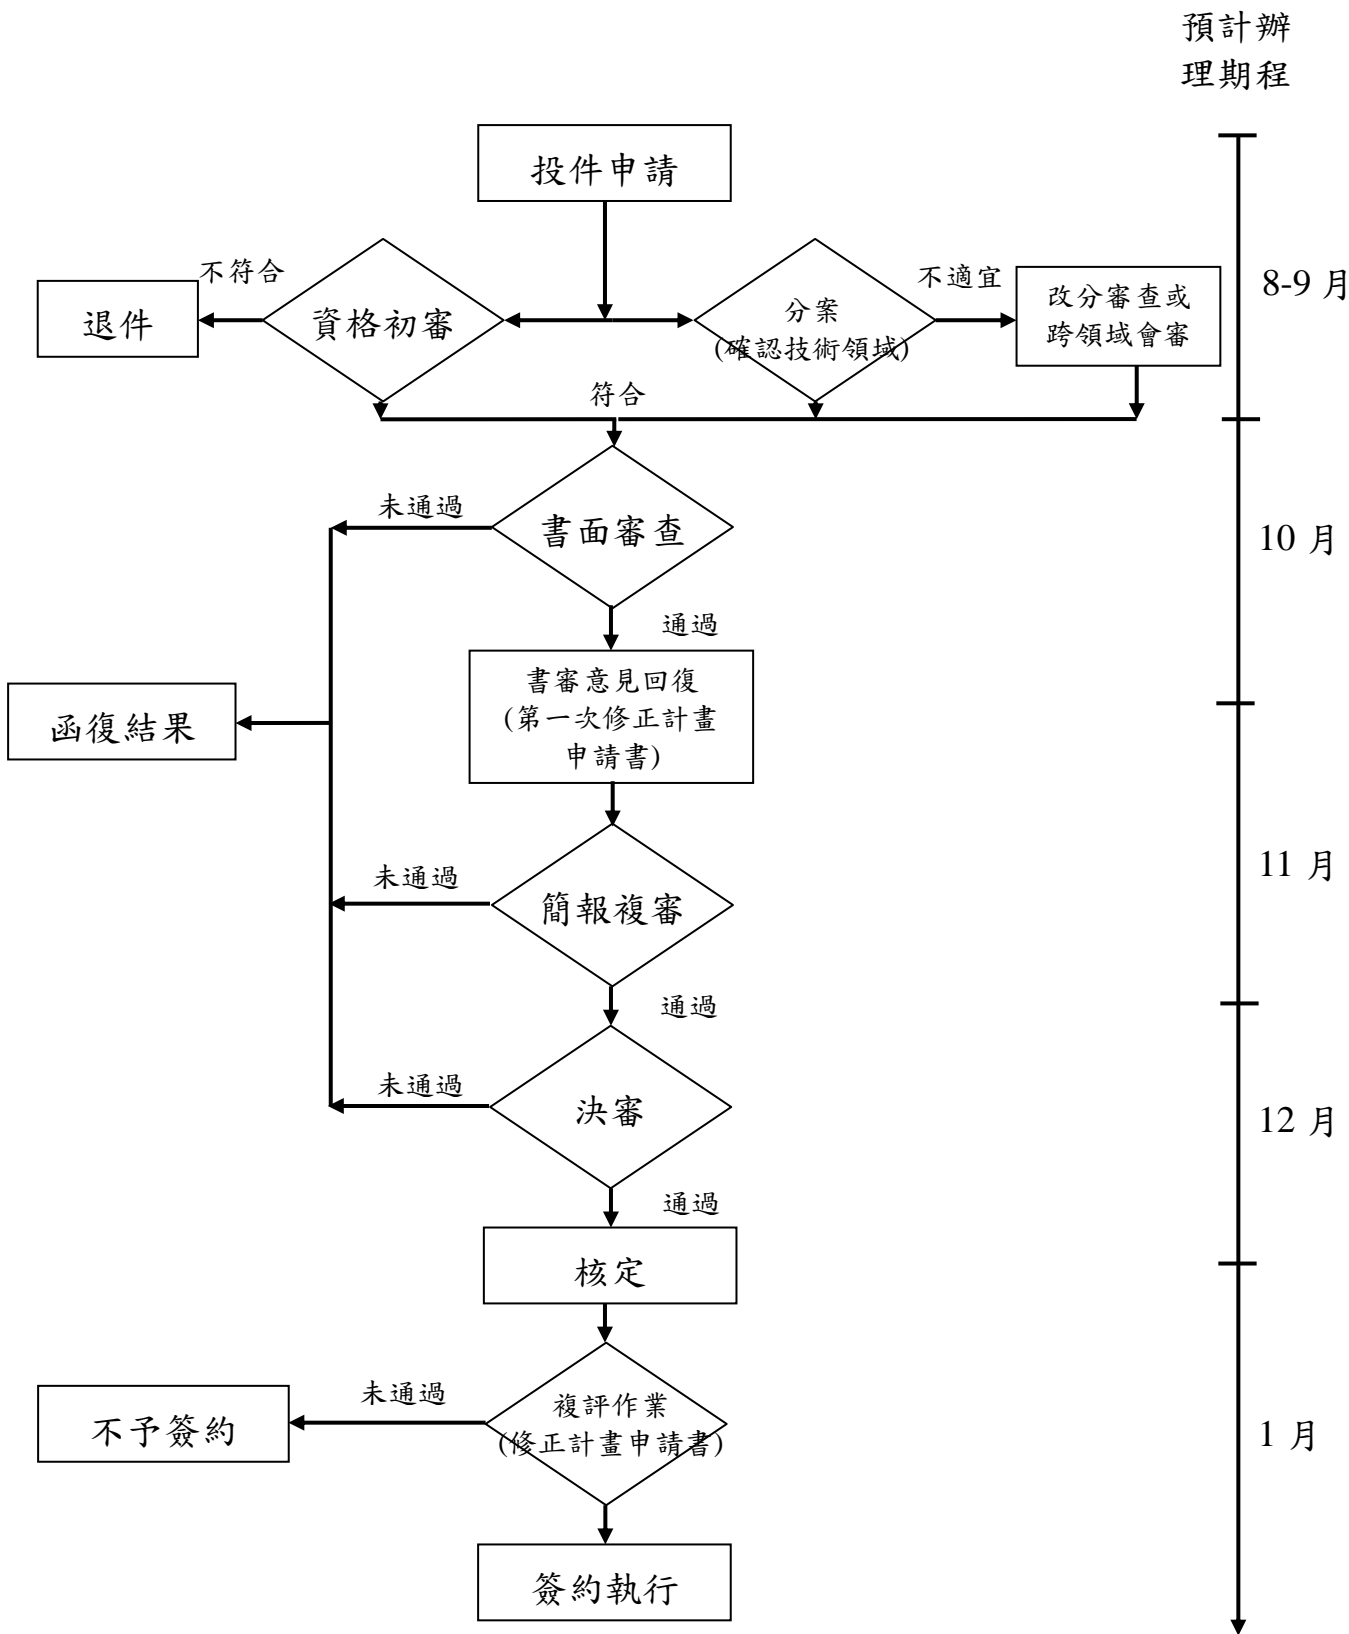 預計辦
理期程
投件申請
不符合
退件
資格初審
分案
(確認技術領域)
不適宜
改分審查或
跨領域會審
8-9 月
符合
未通過
書面審查
10 月
通過
書審意見回復
(第一次修正計畫
申請書)
函復結果
未通過
簡報複審
11 月
通過
未通過
決審
12 月
通過
核定
未通過
不予簽約
複評作業
(修正計畫申請書)
1 月
簽約執行